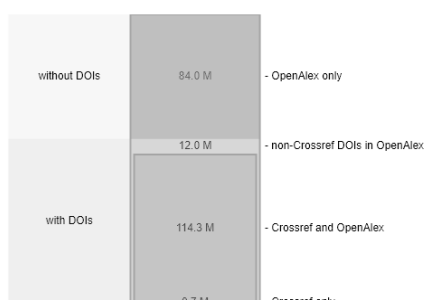 without DOIs
84.0 M
- OpenAlex only
12.0 M
- non-Crossref DOIs in OpenAlex
with DOIs
114.3 M
- Crossref and OpenAlex